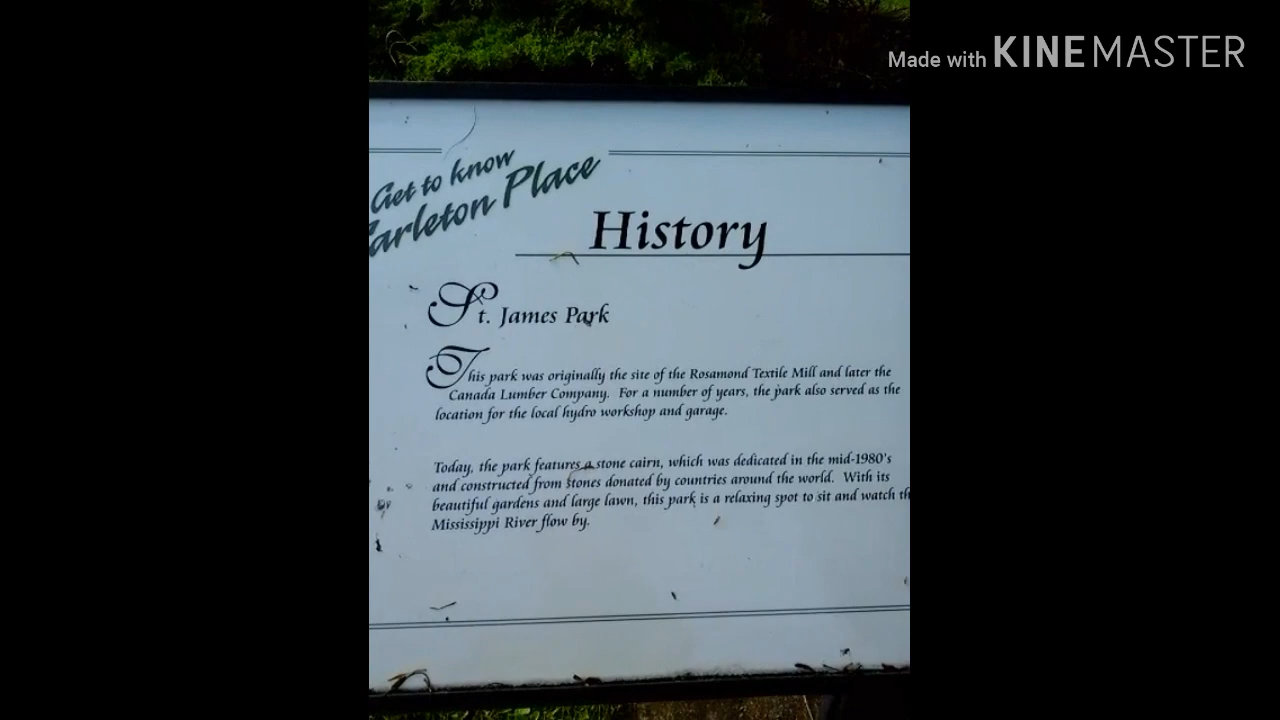 Made with KINEMASTER
Get to know
Carleton Place
History
St. James Park
This park was originally the site of the Rosamond Textile Mill and later the
Canada Lumber Company. For a number of years, the park also served as the
location for the local hydro workshop and garage.
Today, the park features a stone cairn, which was dedicated in the mid-1980's
and constructed from stones donated by countries around the world. With its
beautiful gardens and large lawn, this park is a relaxing spot to sit and watch th
Mississippi River flow by.